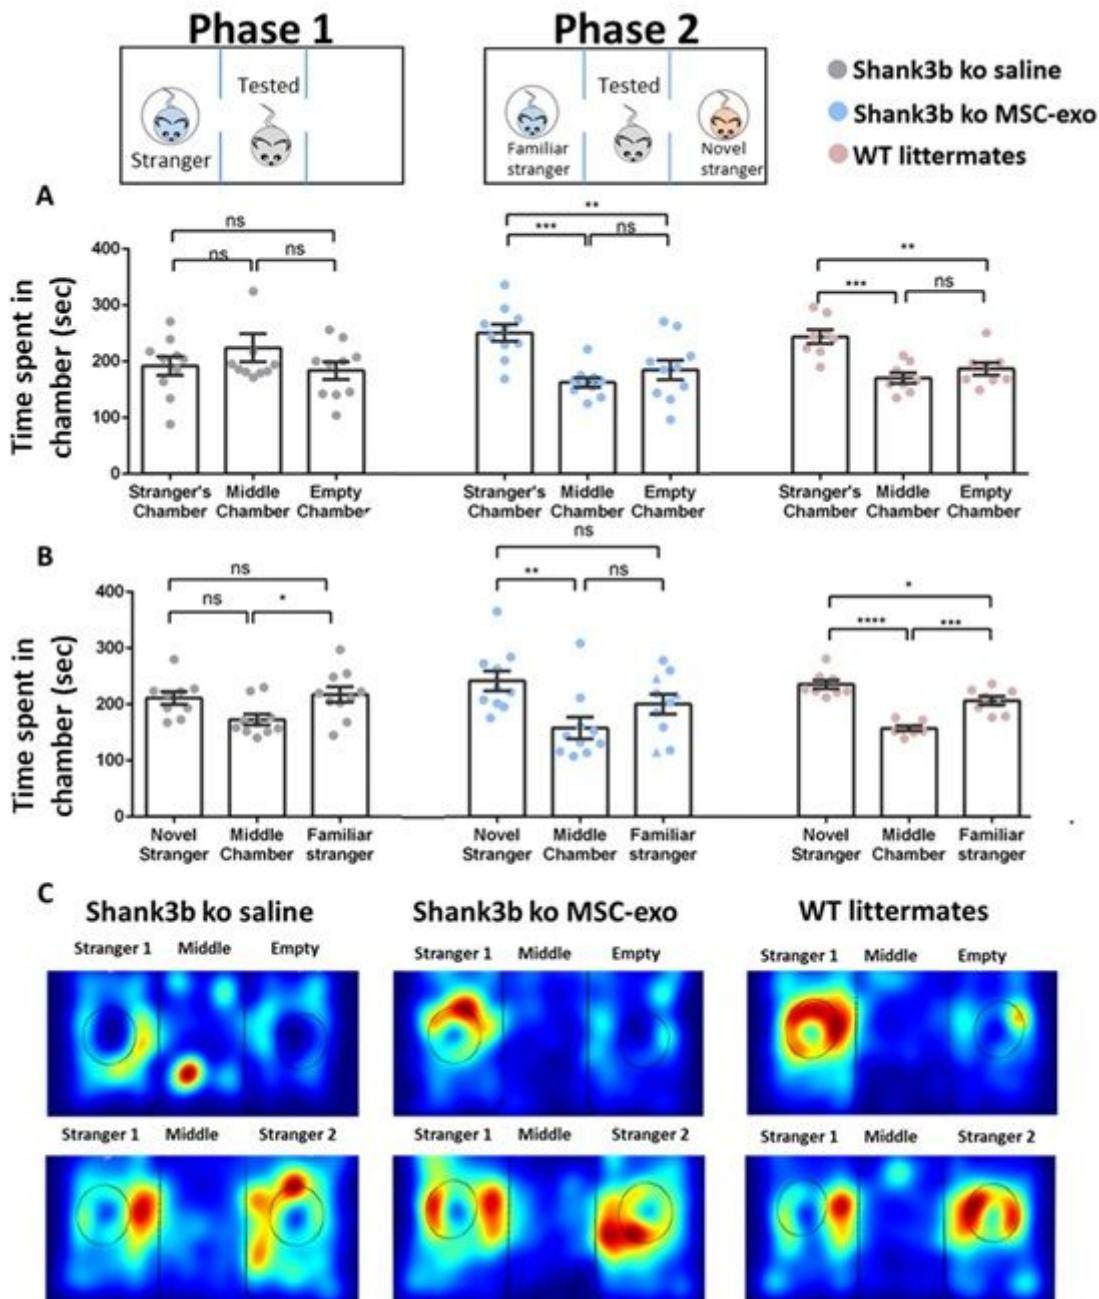 Phase 1
Phase 2
Tested
Stranger
Tested
Familiar
stranger
Novel
stranger
Shank3b ko saline
Shank3b ko MSC-exo
WT littermates
A
Time spent in
chamber (sec)
400
300
200
100
0
ns
ns
ns
**
***
ns
**
***
ns
Stranger's
Chamber
Middle
Chamber
Empty
Chamber
Stranger's
Chamber
Middle
Chamber
Empty
Chamber
Stranger's
Chamber
Middle
Chamber
Empty
Chamber
B
Time spent in
chamber (sec)
400
300
200
100
0
ns
ns
*
ns
**
ns
*
****
***
Novel
Stranger
Middle
Chamber
Familiar
stranger
Novel
Stranger
Middle
Chamber
Familiar
stranger
Novel
Stranger
Middle
Chamber
Familiar
stranger
C
Shank3b ko saline
Shank3b ko MSC-exo
WT littermates
Stranger 1 Middle Empty
Stranger 1 Middle Empty
Stranger 1 Middle Empty
Stranger 1 Middle Stranger 2
Stranger 1 Middle Stranger 2
Stranger 1 Middle Stranger 2